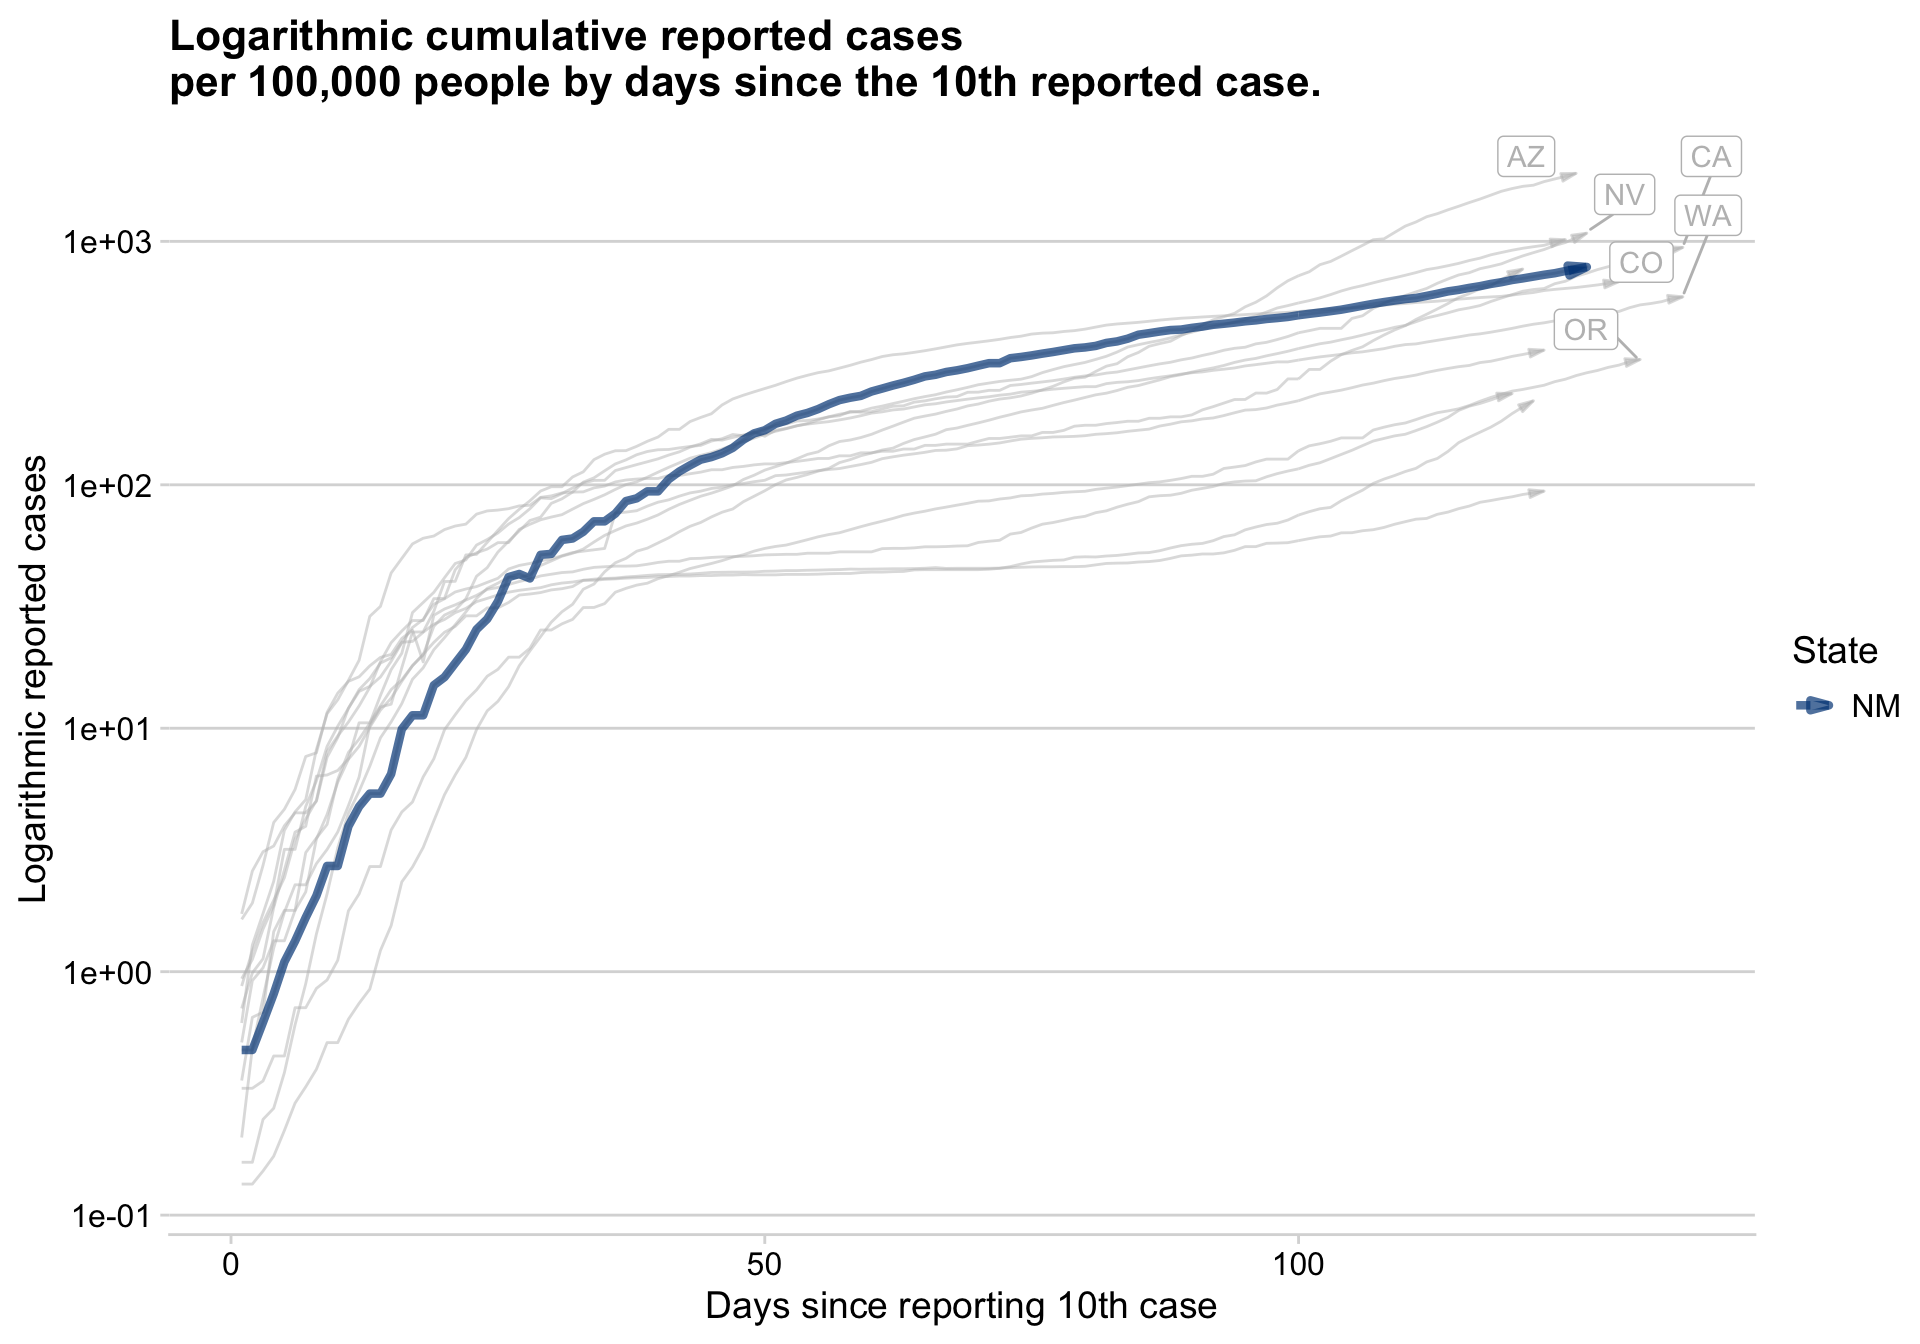 Logarithmic cumulative reported cases
per 100,000 people by days since the 10th reported case.
AZ
CA
NV
WA
CO
OR
1e+03
1e+02
1e+01
1e+00
1e-01
Logarithmic reported cases
0
50
100
Days since reporting 10th case
State
NM